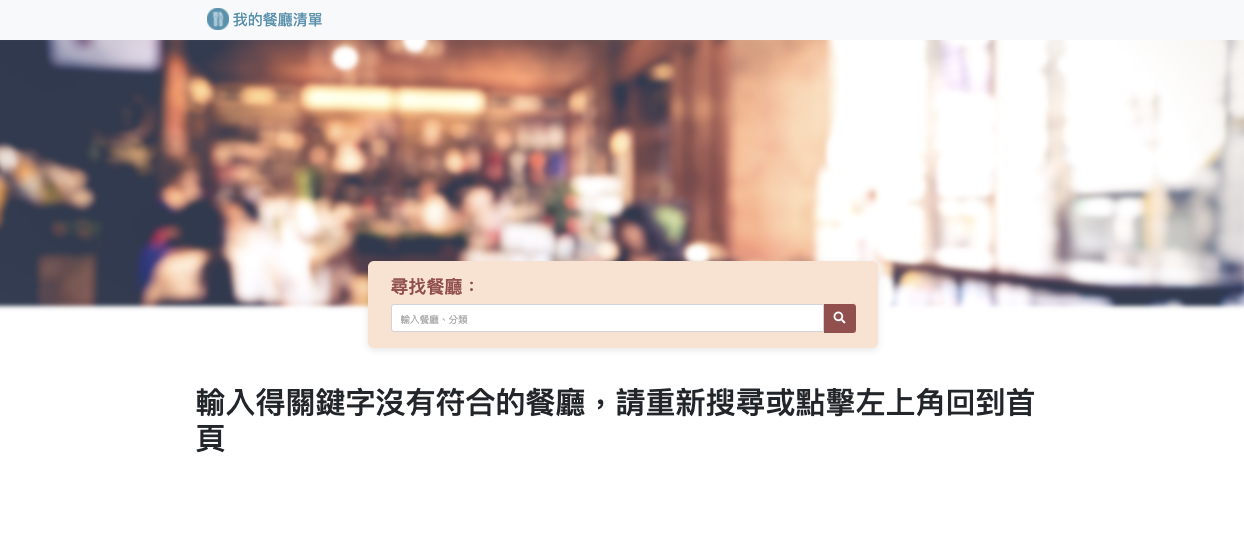 我的餐廳清單
尋找餐廳：
輸入餐廳、分類
輸入得關鍵字沒有符合的餐廳，請重新搜尋或點擊左上角回到首
頁